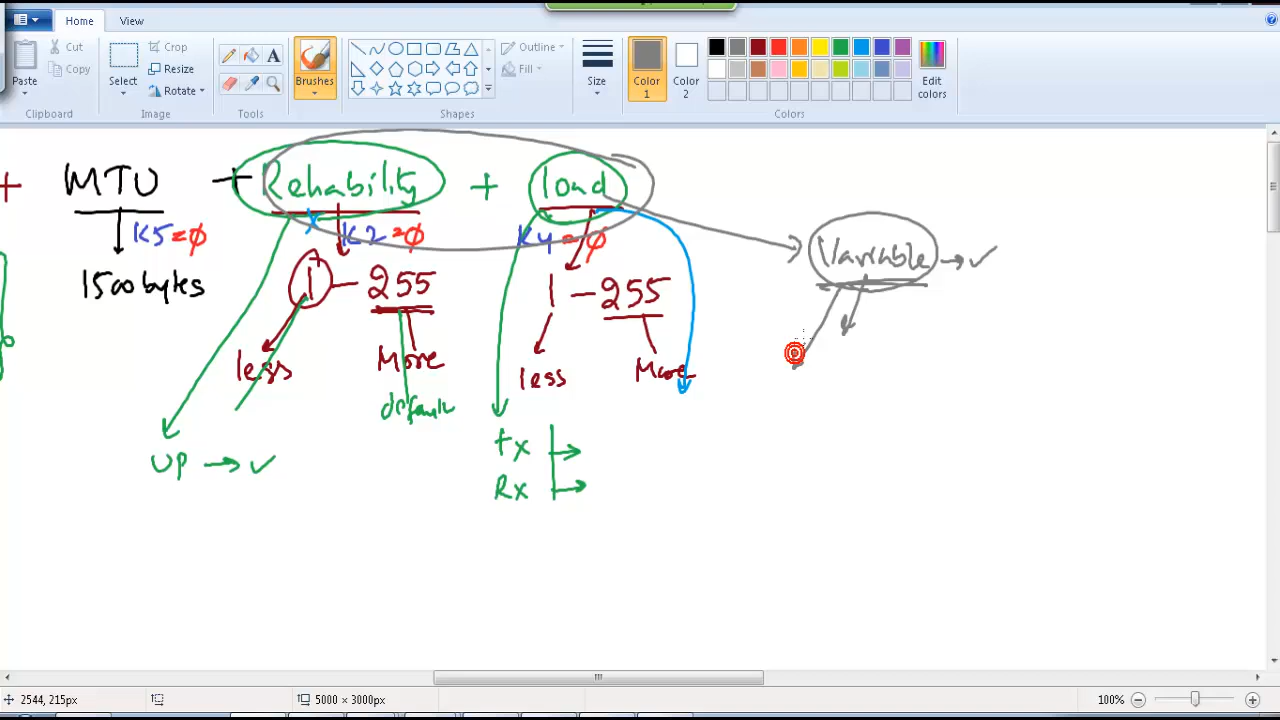 Home
View
Paste
Cut
Copy
Clipboard
Select
Crop
Resize
Rotate
Image
A
Tools
Brushes
Outline
Fill
Shapes
Size
Color 1
Color 2
Edit colors
Colors
+ MTU + Reliability + load
K5=φ K2=φ K4=φ
Variable → ✓
1500 bytes
1 - 255
1 - 255
less More less More
default
UP → ✓
Tx
Rx
2544, 215px
5000 × 3000px
100%